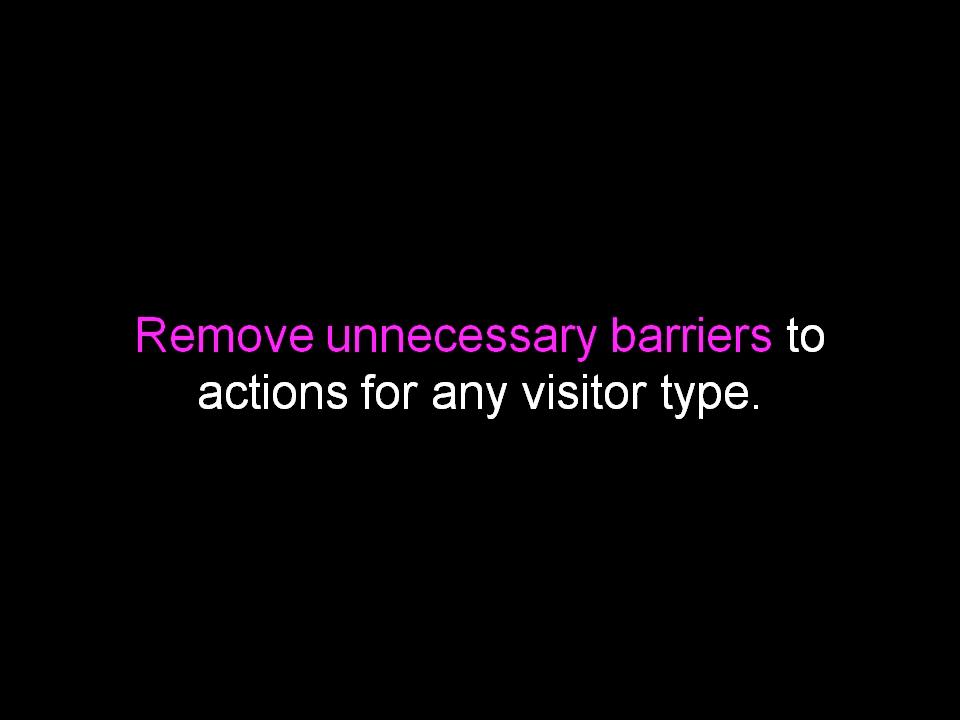 Remove unnecessary barriers to
actions for any visitor type.